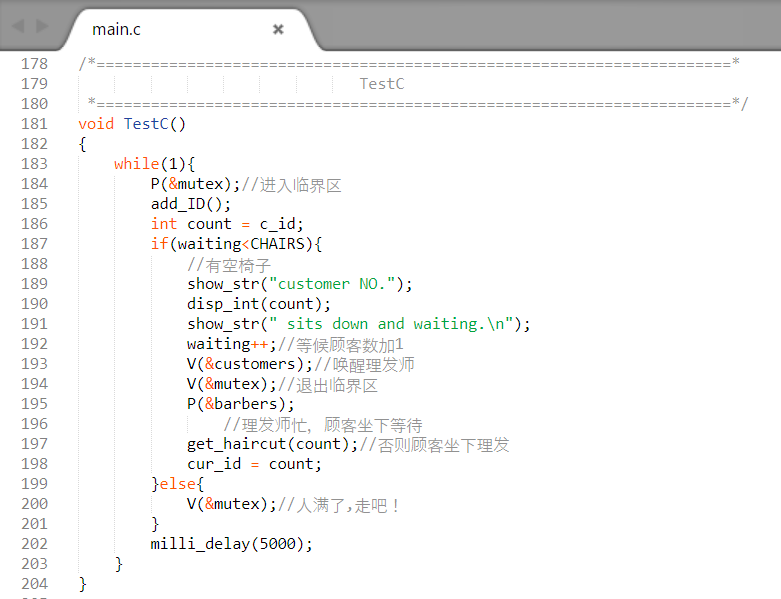 main.c
178 /*======================================================================*
179 TestC
180 *======================================================================*/
181 void TestC()
182 {
183 while(1){
184 P(&mutex);//进入临界区
185 add_ID();
186 int count = c_id;
187 if(waiting<CHAIRS){
188 //有空椅子
189 show_str("customer NO.");
190 disp_int(count);
191 show_str(" sits down and waiting.\n");
192 waiting++;//等候顾客数加1
193 V(&customers);//唤醒理发师
194 V(&mutex);//退出临界区
195 P(&barbers);
196 //理发师忙, 顾客坐下等待
197 get_haircut(count);//否则顾客坐下理发
198 cur_id = count;
199 }else{
200 V(&mutex);//人满了,走吧！
201 }
202 milli_delay(5000);
203 }
204 }